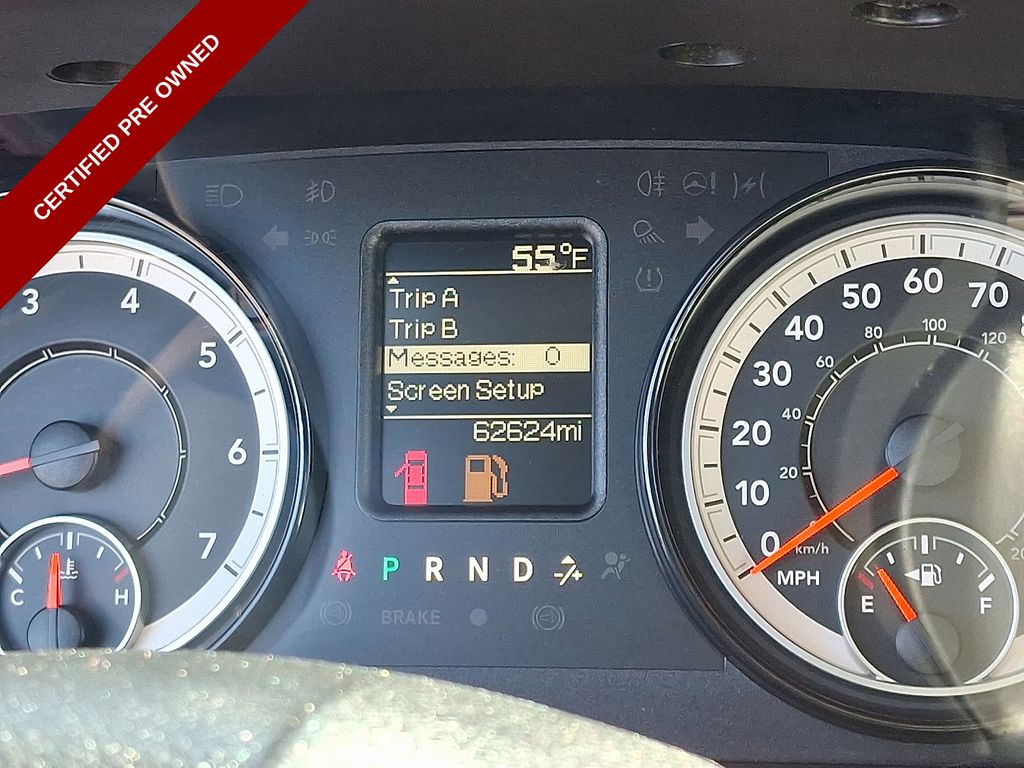 CERTIFIED PRE OWNED
55°F
Trip A
Trip B
Messages: 0
Screen Setup
62624mi
P R N D
BRAKE
3
4
5
6
7
C H
0
10
20
30
40
50
60
70
20
40
60
80
100
120
km/h
MPH
E F